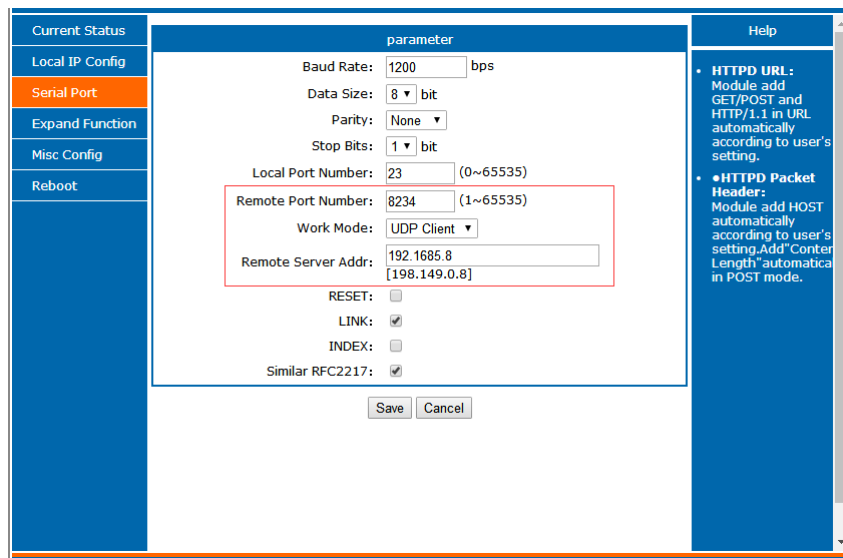 Current Status
Local IP Config
Serial Port
Expand Function
Misc Config
Reboot
parameter
Baud Rate: 1200 bps
Data Size: 8 bit
Parity: None
Stop Bits: 1 bit
Local Port Number: 23 (0~65535)
Remote Port Number: 8234 (1~65535)
Work Mode: UDP Client
Remote Server Addr: 192.1685.8
[198.149.0.8]
RESET:
LINK:
INDEX:
Similar RFC2217:
Save Cancel
Help
• HTTPD URL:
Module add
GET/POST and
HTTP/1.1 in URL
automatically
according to user's
setting.
• ●HTTPD Packet
Header:
Module add HOST
automatically
according to user's
setting.Add"Conter
Length"automatica
in POST mode.